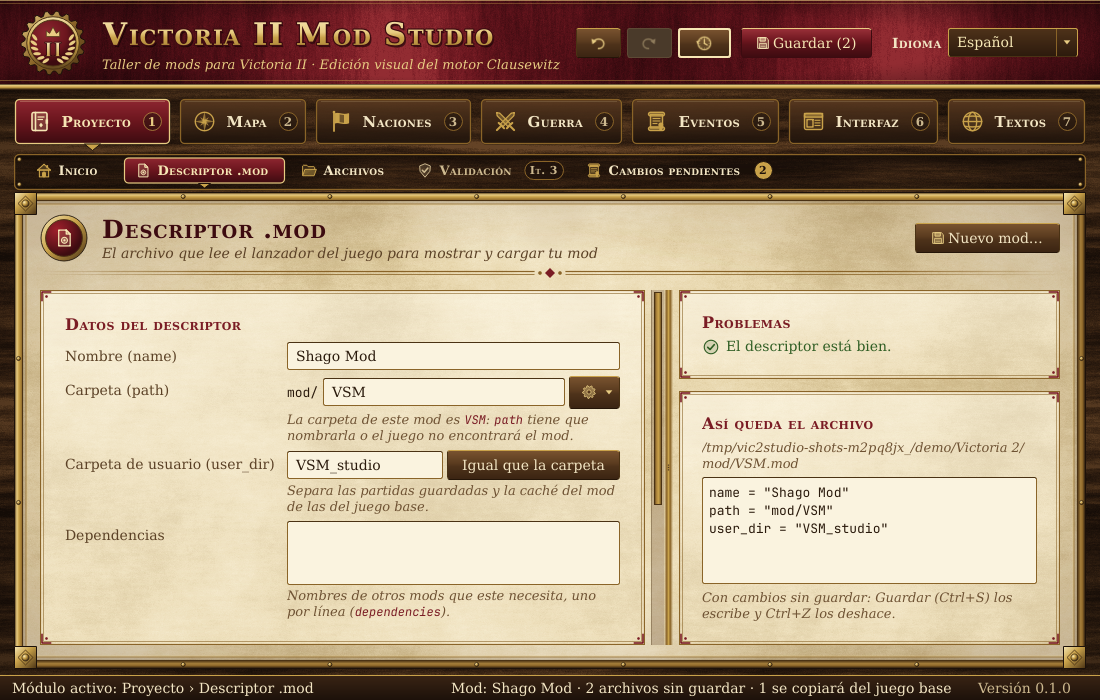 Victoria II Mod Studio
Taller de mods para Victoria II · Edición visual del motor Clausewitz
Guardar (2)
Idioma
Español
Proyecto 1
Mapa 2
Naciones 3
Guerra 4
Eventos 5
Interfaz 6
Textos 7
Inicio
Descriptor .mod
Archivos
Validación It. 3
Cambios pendientes 2
Descriptor .mod
El archivo que lee el lanzador del juego para mostrar y cargar tu mod
Nuevo mod...
Datos del descriptor
Nombre (name)
Shago Mod
Carpeta (path)
mod/ VSM
La carpeta de este mod es VSM: path tiene que
nombrarla o el juego no encontrará el mod.
Carpeta de usuario (user_dir)
VSM_studio
Igual que la carpeta
Separa las partidas guardadas y la caché del mod
de las del juego base.
Dependencias
Nombres de otros mods que este necesita, uno
por línea (dependencies).
Problemas
El descriptor está bien.
Así queda el archivo
/tmp/vic2studio-shots-m2pq8jx_/demo/Victoria 2/
mod/VSM.mod
name = "Shago Mod"
path = "mod/VSM"
user_dir = "VSM_studio"
Con cambios sin guardar: Guardar (Ctrl+S) los
escribe y Ctrl+Z los deshace.
Módulo activo: Proyecto › Descriptor .mod
Mod: Shago Mod · 2 archivos sin guardar · 1 se copiará del juego base
Versión 0.1.0